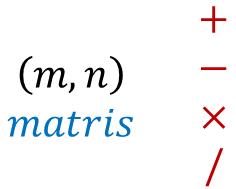 (m, n)
matris
+
−
×
/